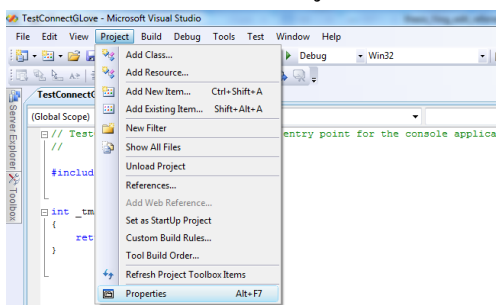 TestConnectGLove - Microsoft Visual Studio
File Edit View Project Build Debug Tools Test Window Help
Debug Win32
TestConnectG
(Global Scope)
Server Explorer
Toolbox
// Test entry point for the console applica
//
#includ
int _tm
{
ret
}
Add Class...
Add Resource...
Add New Item... Ctrl+Shift+A
Add Existing Item... Shift+Alt+A
New Filter
Show All Files
Unload Project
References...
Add Web Reference...
Set as StartUp Project
Custom Build Rules...
Tool Build Order...
Refresh Project Toolbox Items
Properties Alt+F7